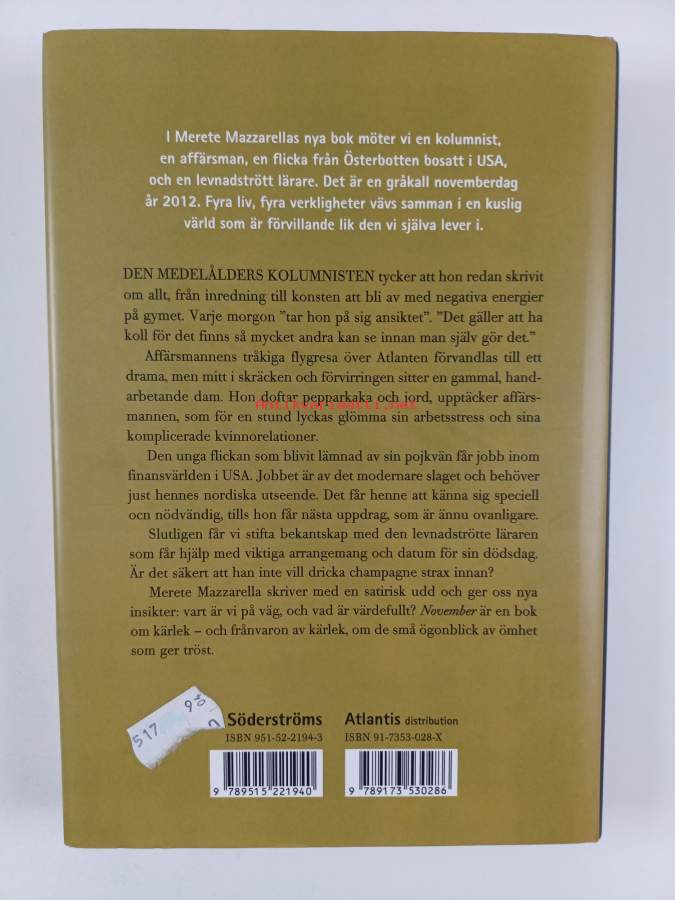 I Merete Mazzarellas nya bok möter vi en kolumnist,
en affärsman, en flicka från Österbotten bosatt i USA,
och en levnadstrött lärare. Det är en gråkall novemberdag
år 2012. Fyra liv, fyra verkligheter vävs samman i en kuslig
värld som är förvillande lik den vi själva lever i.
DEN MEDELÅLDERS KOLUMNISTEN tycker att hon redan skrivit
om allt, från inredning till konsten att bli av med negativa energier
på gymet. Varje morgon ”tar hon på sig ansiktet”. ”Det gäller att ha
koll för det finns så mycket andra kan se innan man själv gör det.”
Affärsmannens tråkiga flygresa över Atlanten förvandlas till ett
drama, men mitt i skräcken och förvirringen sitter en gammal, hand-
arbetande dam. Hon doftar pepparkaka och jord, upptäcker affärs-
Antikvariaatti.net
mannen, som för en stund lyckas glömma sin arbetsstress och sina
komplicerade kvinnorelationer.
Den unga flickan som blivit lämnad av sin pojkvän får jobb inom
finansvärlden i USA. Jobbet är av det modernare slaget och behöver
just hennes nordiska utseende. Det får henne att känna sig speciell
ocn nödvändig, tills hon får nästa uppdrag, som är ännu ovanligare.
Slutligen får vi stifta bekantskap med den levnadströtte läraren
som får hjälp med viktiga arrangemang och datum för sin dödsdag.
Är det säkert att han inte vill dricka champagne strax innan?
Merete Mazzarella skriver med en satirisk udd och ger oss nya
insikter: vart är vi på väg, och vad är värdefullt? November är en bok
om kärlek – och frånvaron av kärlek, om de små ögonblick av ömhet
som ger tröst.
517
Söderströms
ISBN 951-52-2194-3
9 789515 221940
Atlantis distribution
ISBN 91-7353-028-X
9 789173 530286